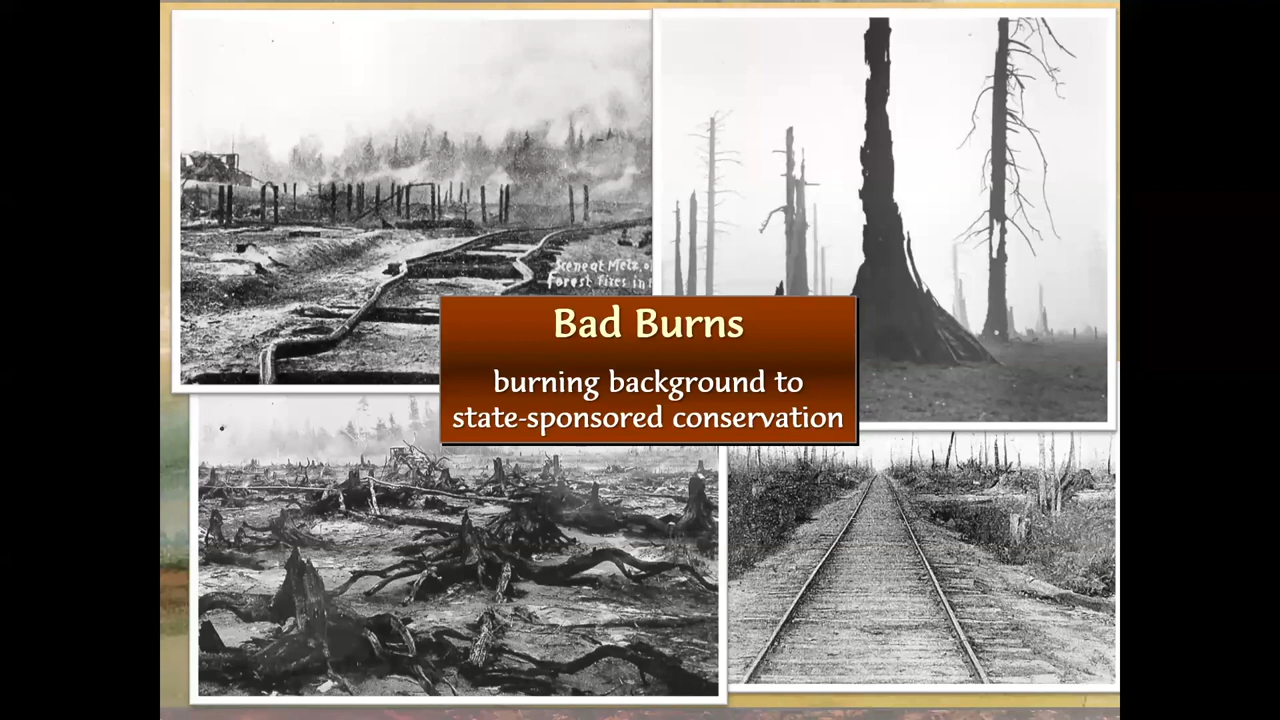 Scene at Metz,
Forest Fires in
Bad Burns
burning background to
state-sponsored conservation